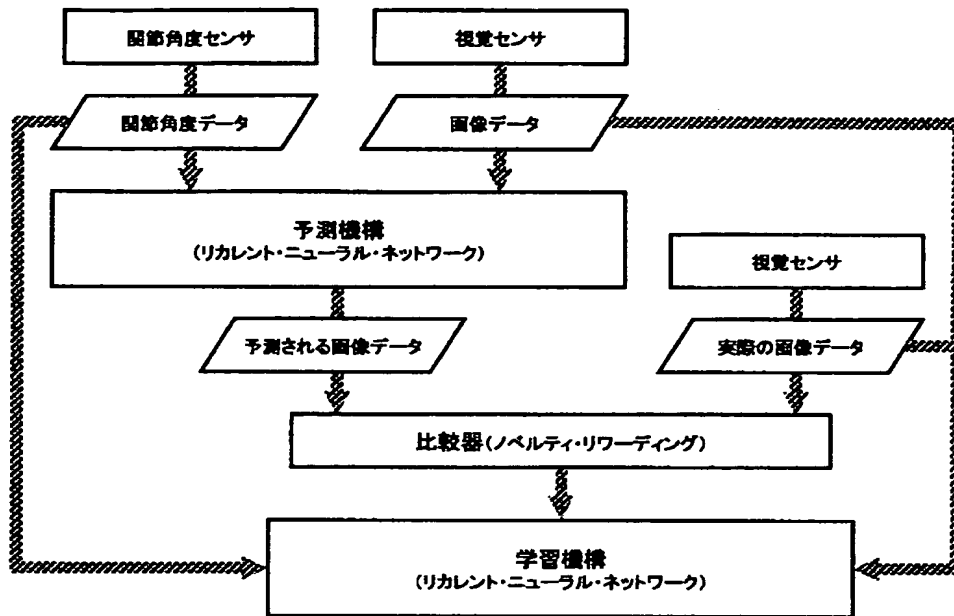 関節角度センサ
視覚センサ
関節角度データ
画像データ
予測機構
(リカレント・ニューラル・ネットワーク)
視覚センサ
予測される画像データ
実際の画像データ
比較器(ノベルティ・リワーディング)
学習機構
(リカレント・ニューラル・ネットワーク)